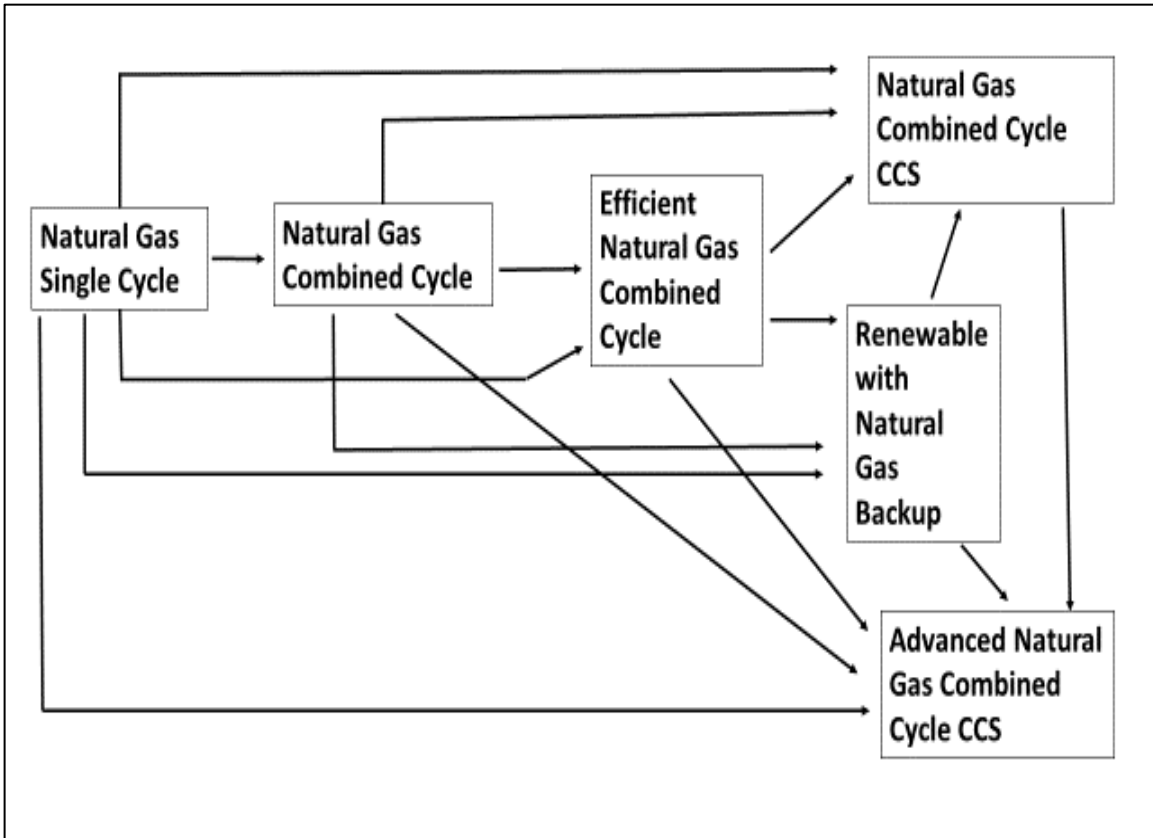 Natural Gas
Single Cycle
Natural Gas
Combined Cycle
Efficient
Natural Gas
Combined
Cycle
Natural Gas
Combined Cycle
CCS
Renewable
with
Natural
Gas
Backup
Advanced Natural
Gas Combined
Cycle CCS